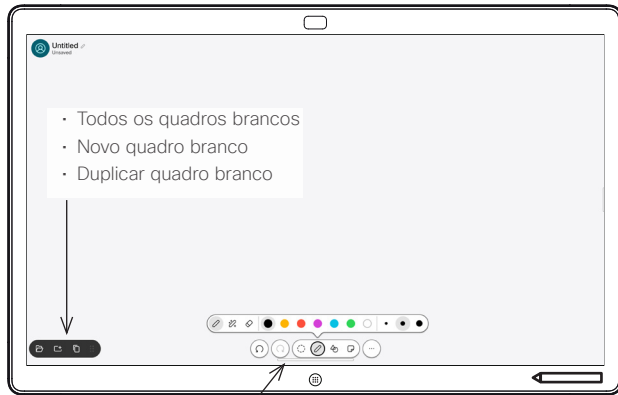 Untitled
Unsaved
· Todos os quadros brancos
· Novo quadro branco
· Duplicar quadro branco